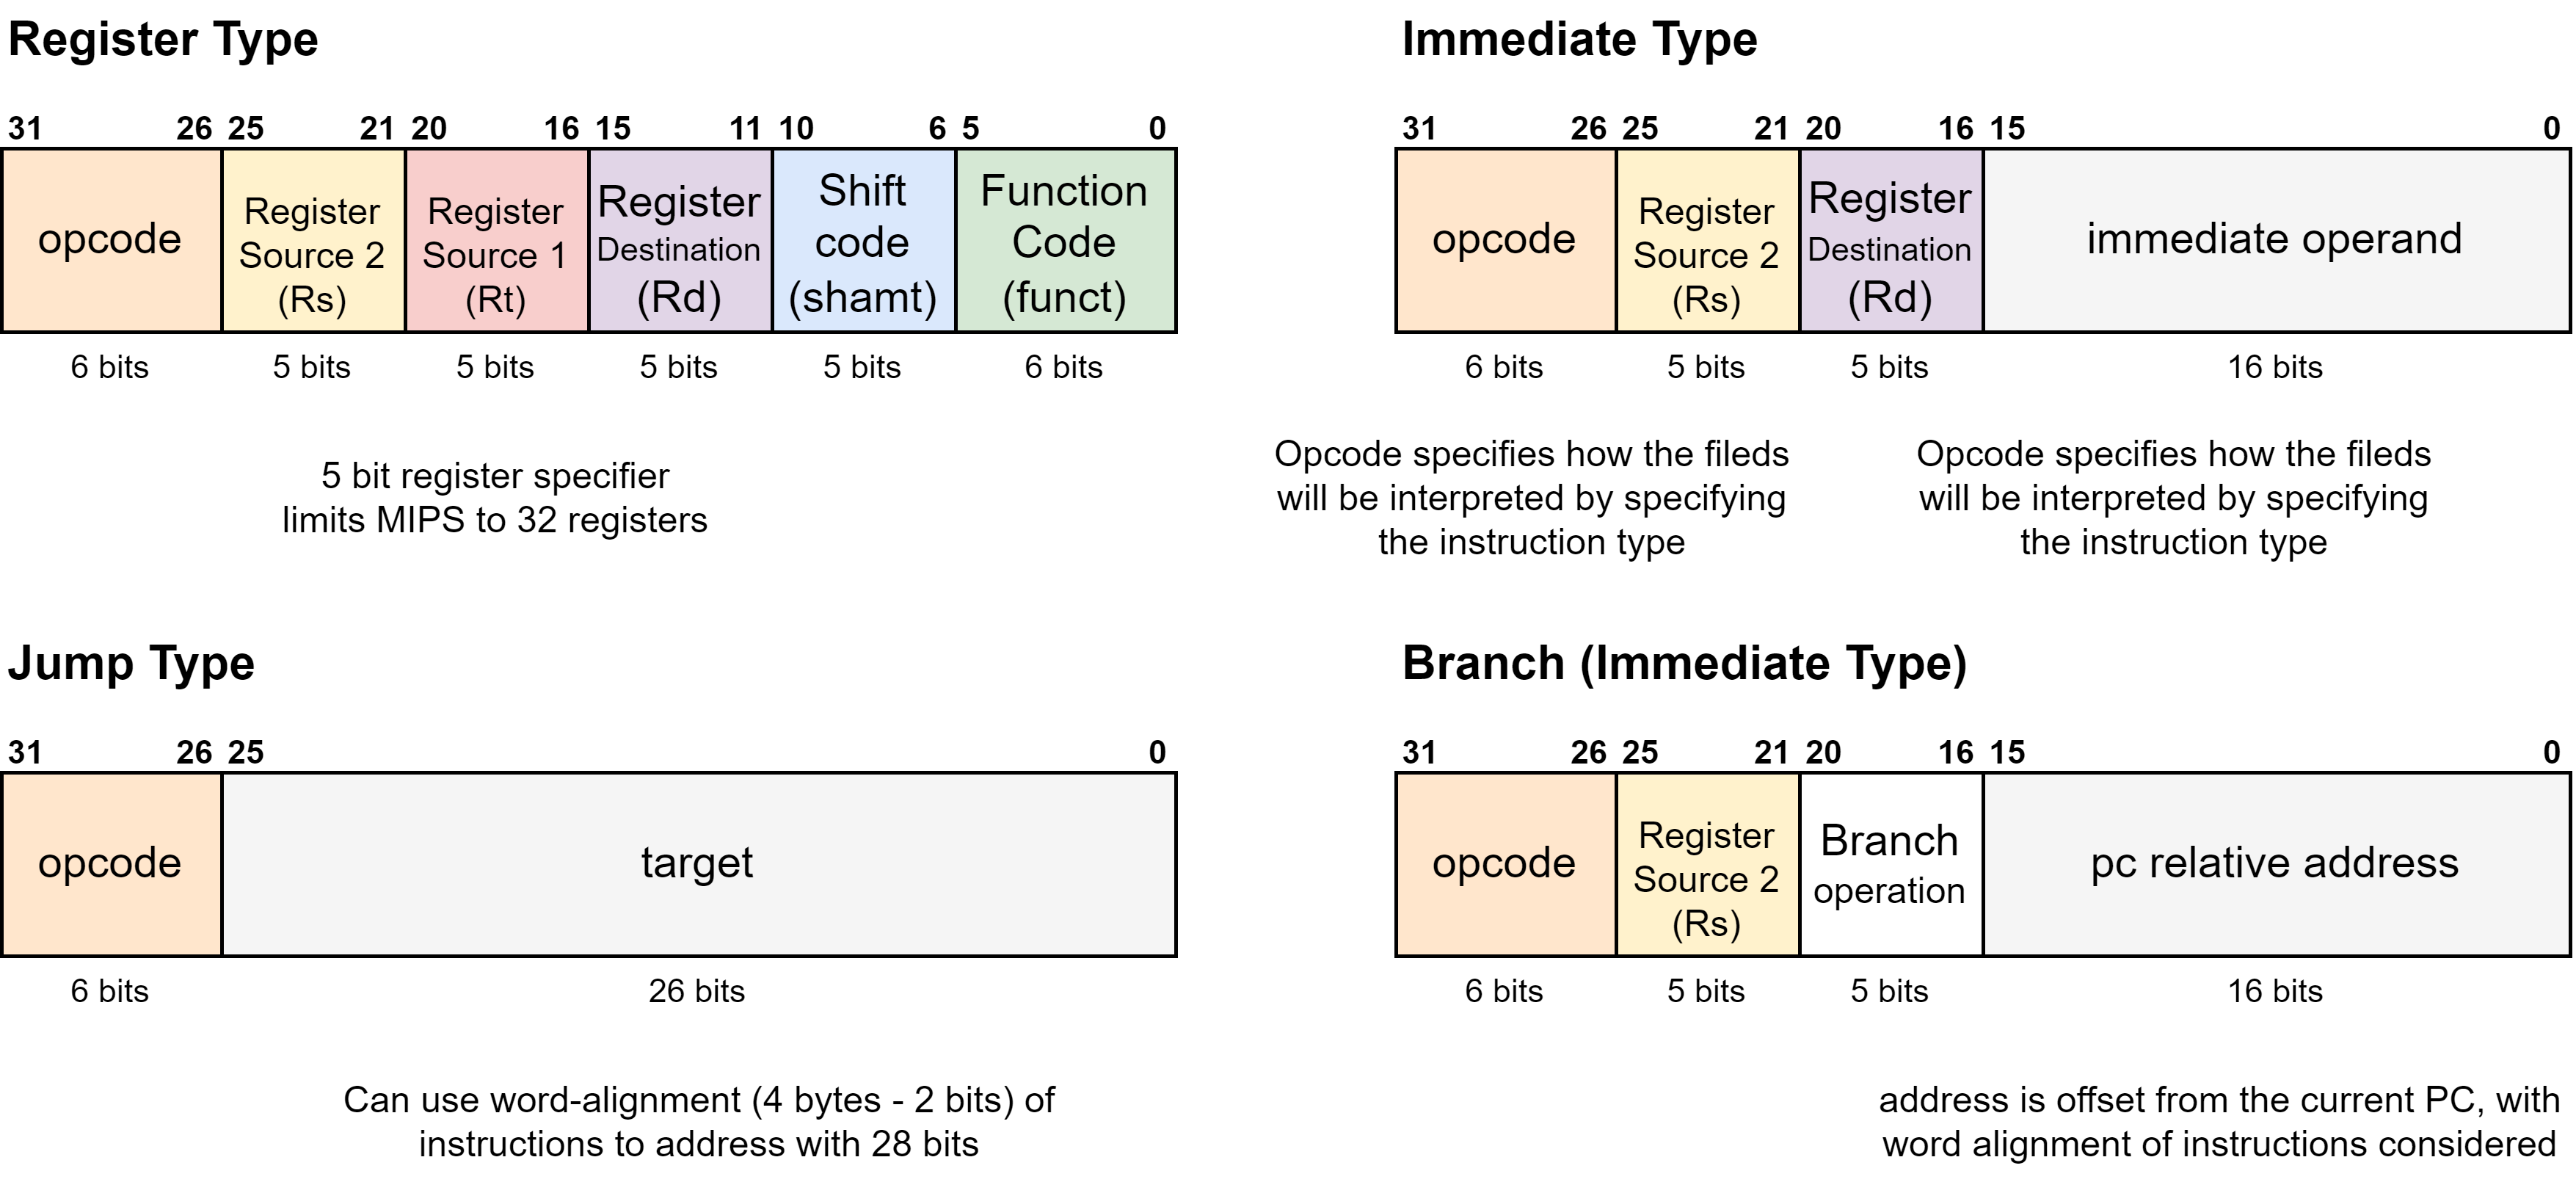 Register Type
31 26 25 21 20 16 15 11 10 6 5 0
opcode
Register
Source 2
(Rs)
Register
Source 1
(Rt)
Register
Destination
(Rd)
Shift
code
(shamt)
Function
Code
(funct)
6 bits 5 bits 5 bits 5 bits 5 bits 6 bits
5 bit register specifier
limits MIPS to 32 registers
Immediate Type
31 26 25 21 20 16 15 0
opcode
Register
Source 2
(Rs)
Register
Destination
(Rd)
immediate operand
6 bits 5 bits 5 bits 16 bits
Opcode specifies how the fileds
will be interpreted by specifying
the instruction type
Opcode specifies how the fileds
will be interpreted by specifying
the instruction type
Jump Type
31 26 25 0
opcode
target
6 bits 26 bits
Can use word-alignment (4 bytes - 2 bits) of
instructions to address with 28 bits
Branch (Immediate Type)
31 26 25 21 20 16 15 0
opcode
Register
Source 2
(Rs)
Branch
operation
pc relative address
6 bits 5 bits 5 bits 16 bits
address is offset from the current PC, with
word alignment of instructions considered